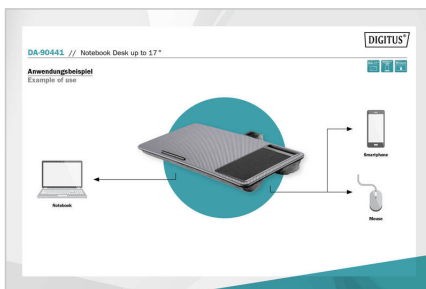 DIGITUS®
DA-90441 // Notebook Desk up to 17"
Anwendungsbeispiel
Example of use
Smartphone
Notebook
Mouse